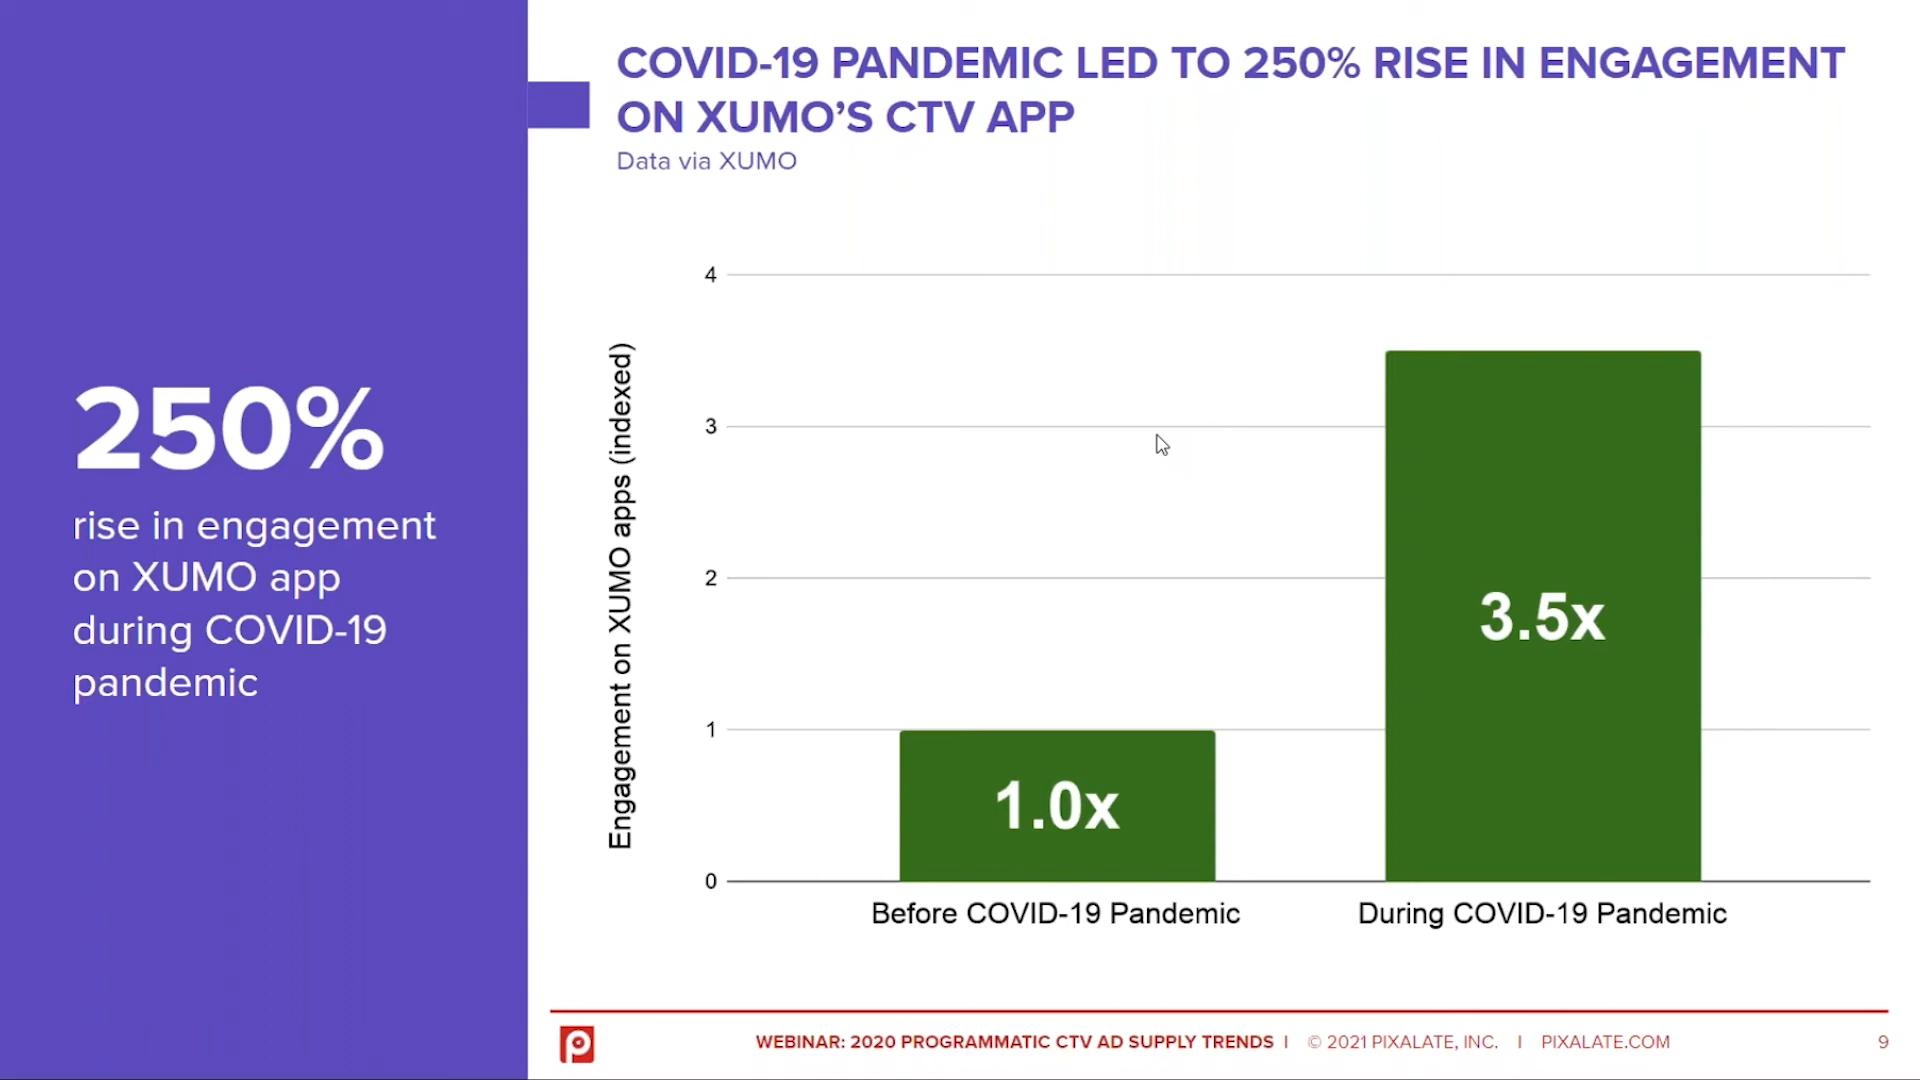 250%
rise in engagement
on XUMO app
during COVID-19
pandemic
COVID-19 PANDEMIC LED TO 250% RISE IN ENGAGEMENT
ON XUMO’S CTV APP
Data via XUMO
Engagement on XUMO apps (indexed)
4
3
2
1
0
1.0x
3.5x
Before COVID-19 Pandemic
During COVID-19 Pandemic
WEBINAR: 2020 PROGRAMMATIC CTV AD SUPPLY TRENDS I © 2021 PIXALATE, INC. I PIXALATE.COM
9